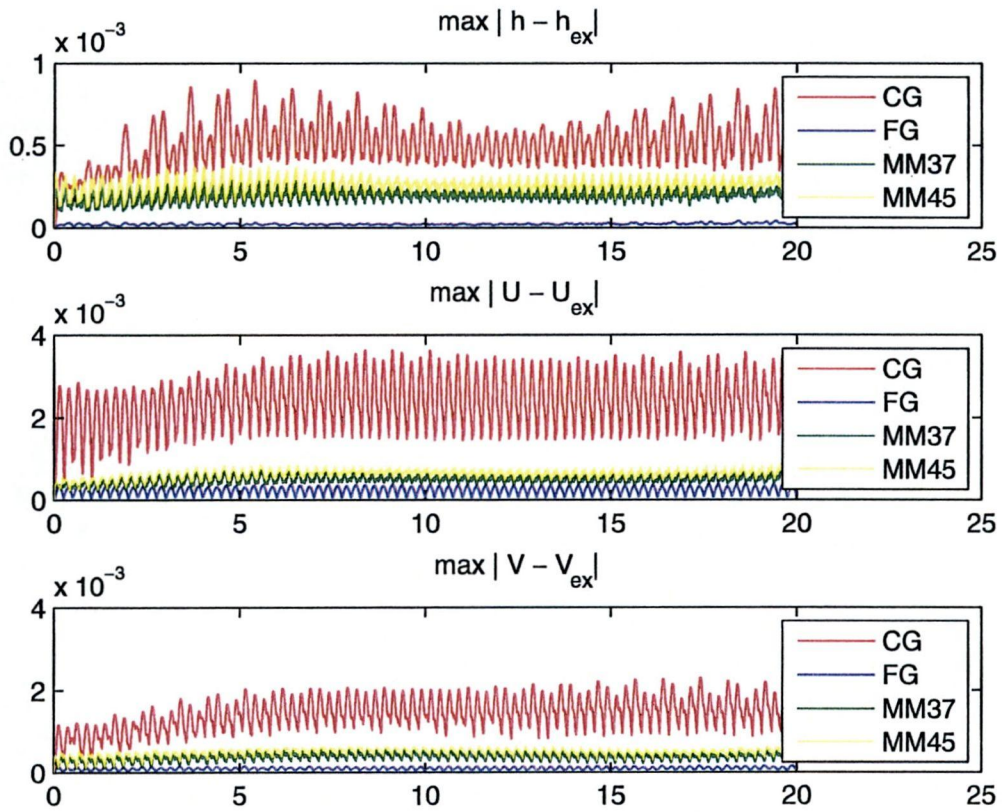 max | h − h_ex|
x 10⁻³
1
0.5
0
0 5 10 15 20 25
CG
FG
MM37
MM45
max | U − U_ex|
x 10⁻³
4
2
0
0 5 10 15 20 25
CG
FG
MM37
MM45
max | V − V_ex|
x 10⁻³
4
2
0
0 5 10 15 20 25
CG
FG
MM37
MM45